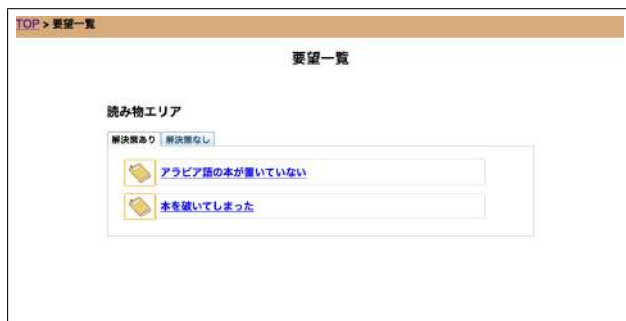 TOP > 要望一覧
要望一覧
読み物エリア
解決策あり 解決策なし
アラビア語の本が置いていない
本を破いてしまった